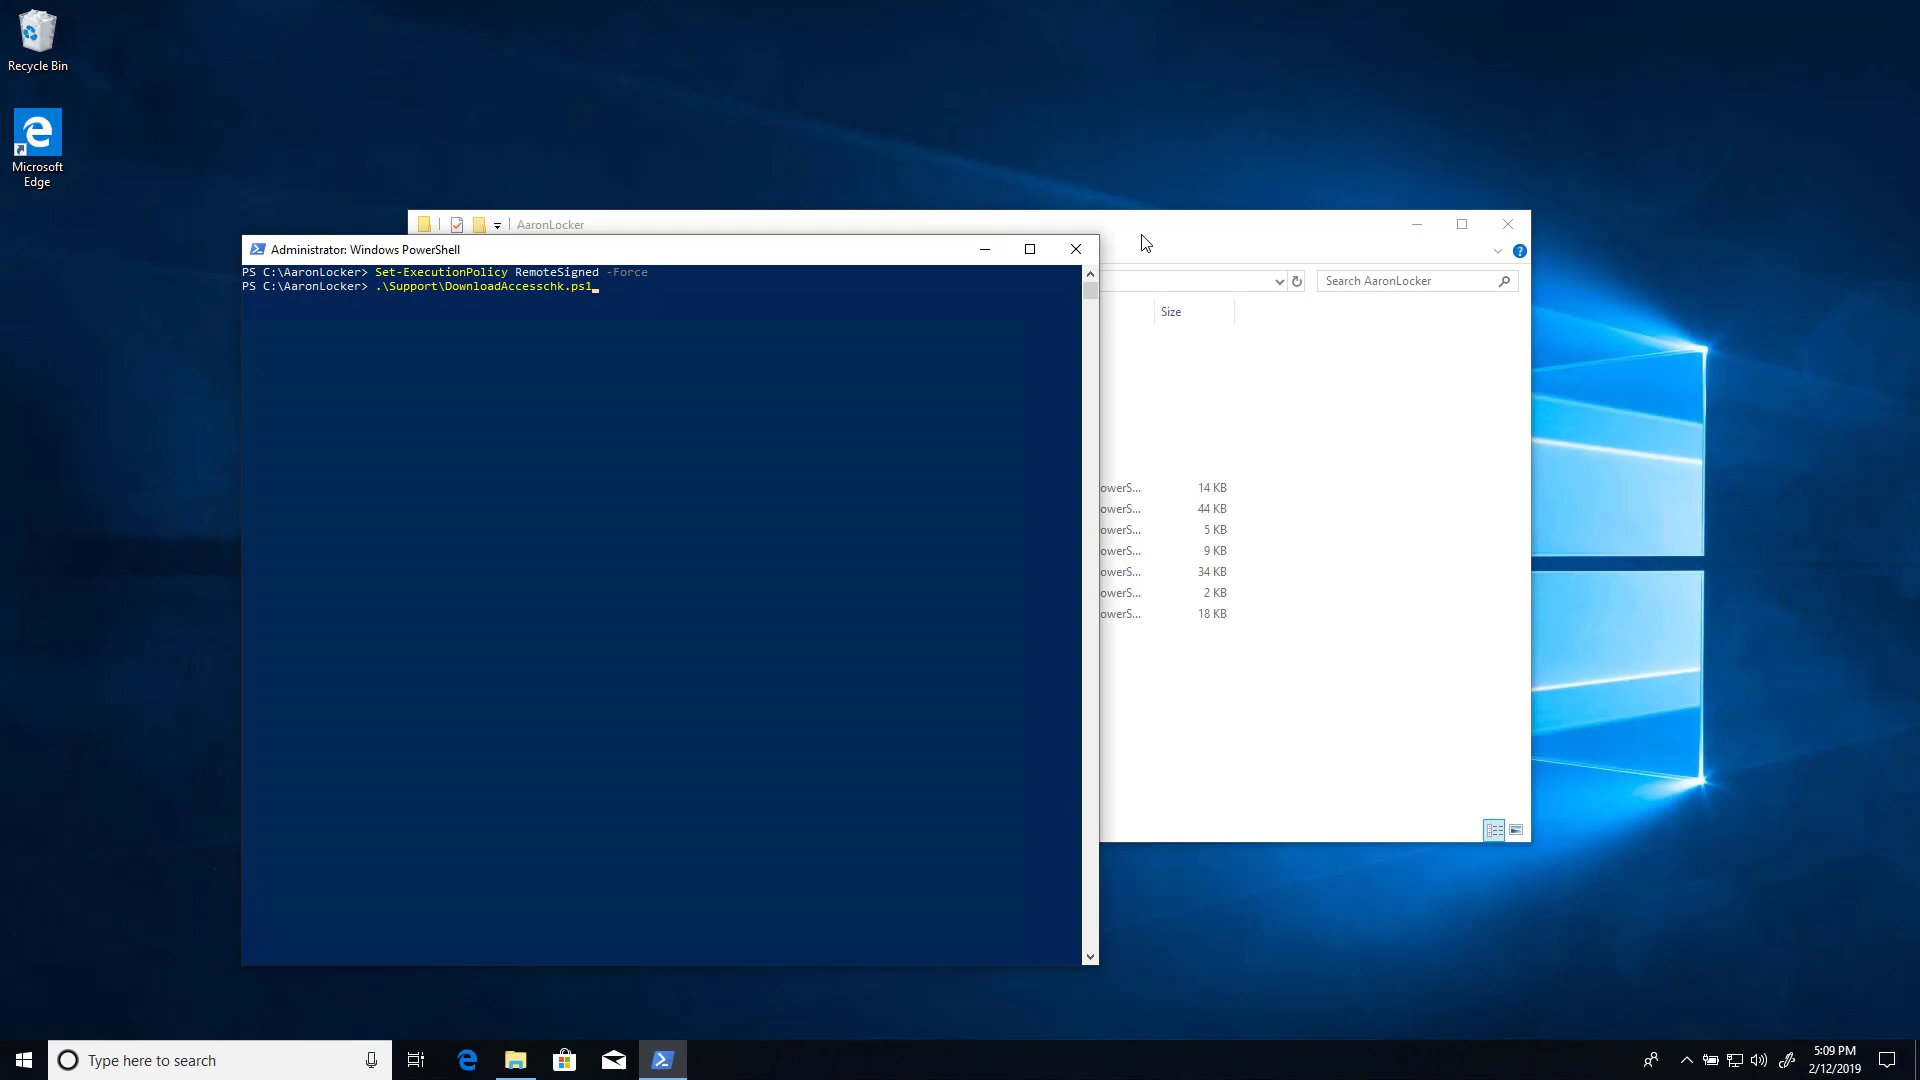 Recycle Bin
Microsoft
Edge
AaronLocker
Administrator: Windows PowerShell
PS C:\AaronLocker> Set-ExecutionPolicy RemoteSigned -Force
PS C:\AaronLocker> .\Support\DownloadAccesschk.ps1_
Search AaronLocker
Size
owerS... 14 KB
owerS... 44 KB
owerS... 5 KB
owerS... 9 KB
owerS... 34 KB
owerS... 2 KB
owerS... 18 KB
Type here to search
5:09 PM
2/12/2019